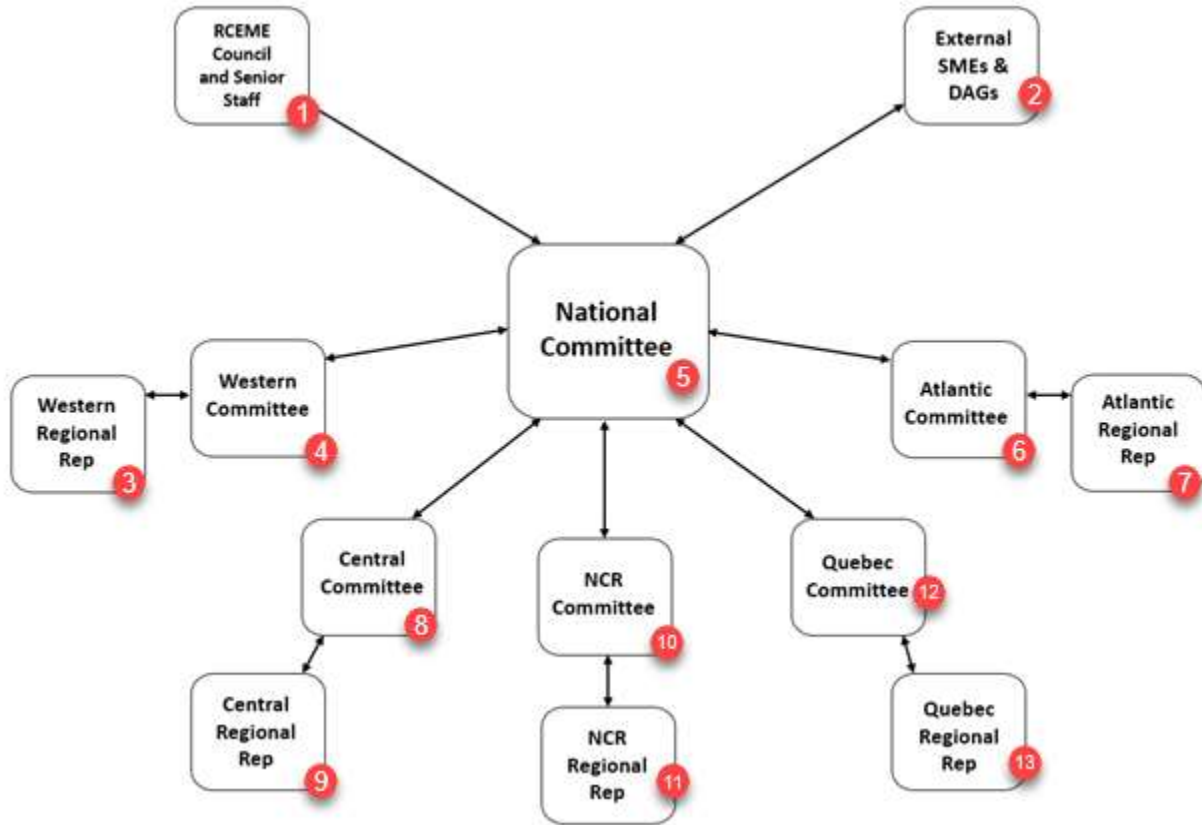 RCEME
Council
and Senior
Staff
1
External
SMEs &
DAGs
2
National
Committee
5
Western
Regional
Rep
3
Western
Committee
4
Atlantic
Committee
6
Atlantic
Regional
Rep
7
Central
Committee
8
Central
Regional
Rep
9
NCR
Committee
10
NCR
Regional
Rep
11
Quebec
Committee
12
Quebec
Regional
Rep
13